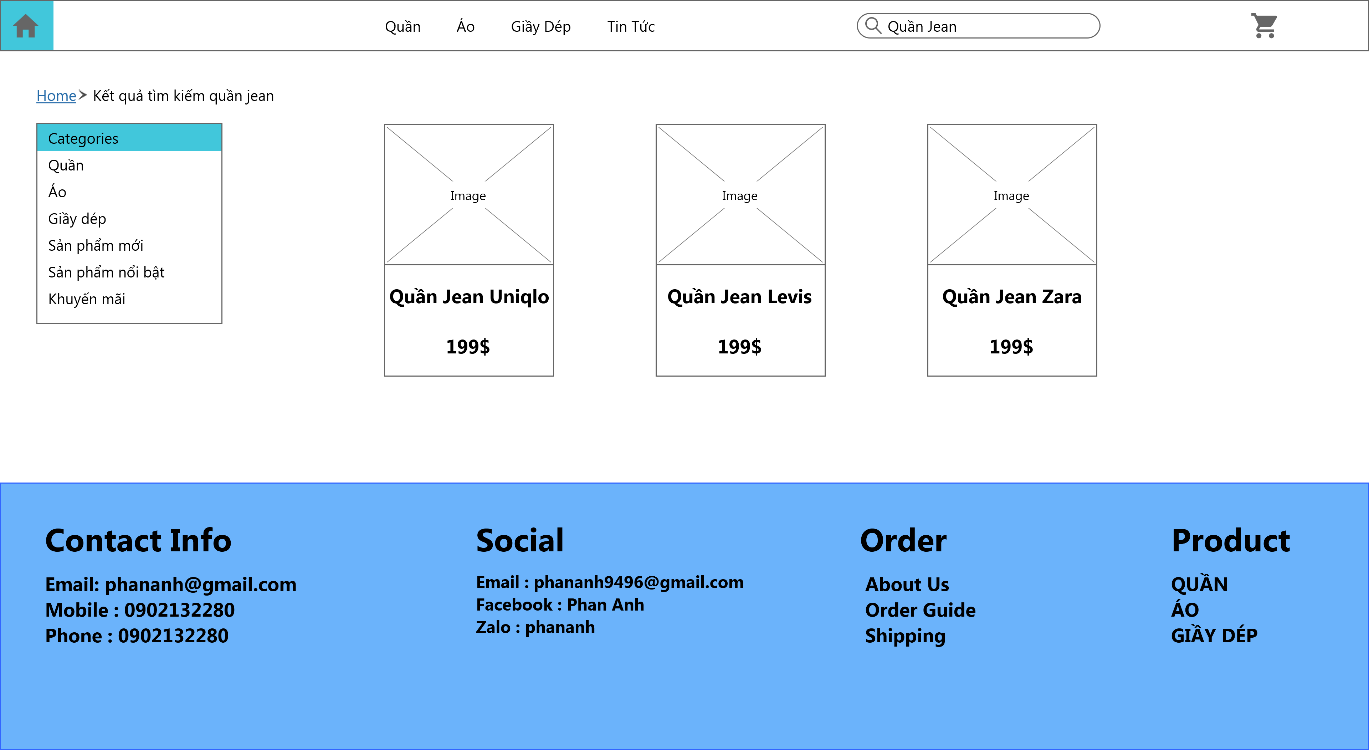 Quần Áo Giầy Dép Tin Tức Quần Jean
Home Kết quả tìm kiếm quần jean
Categories
Quần
Áo
Giầy dép
Sản phẩm mới
Sản phẩm nổi bật
Khuyến mãi
Image
Quần Jean Uniqlo
199$
Image
Quần Jean Levis
199$
Image
Quần Jean Zara
199$
Contact Info
Email: phananh@gmail.com
Mobile : 0902132280
Phone : 0902132280
Social
Email : phananh9496@gmail.com
Facebook : Phan Anh
Zalo : phananh
Order
About Us
Order Guide
Shipping
Product
QUẦN
ÁO
GIẦY DÉP